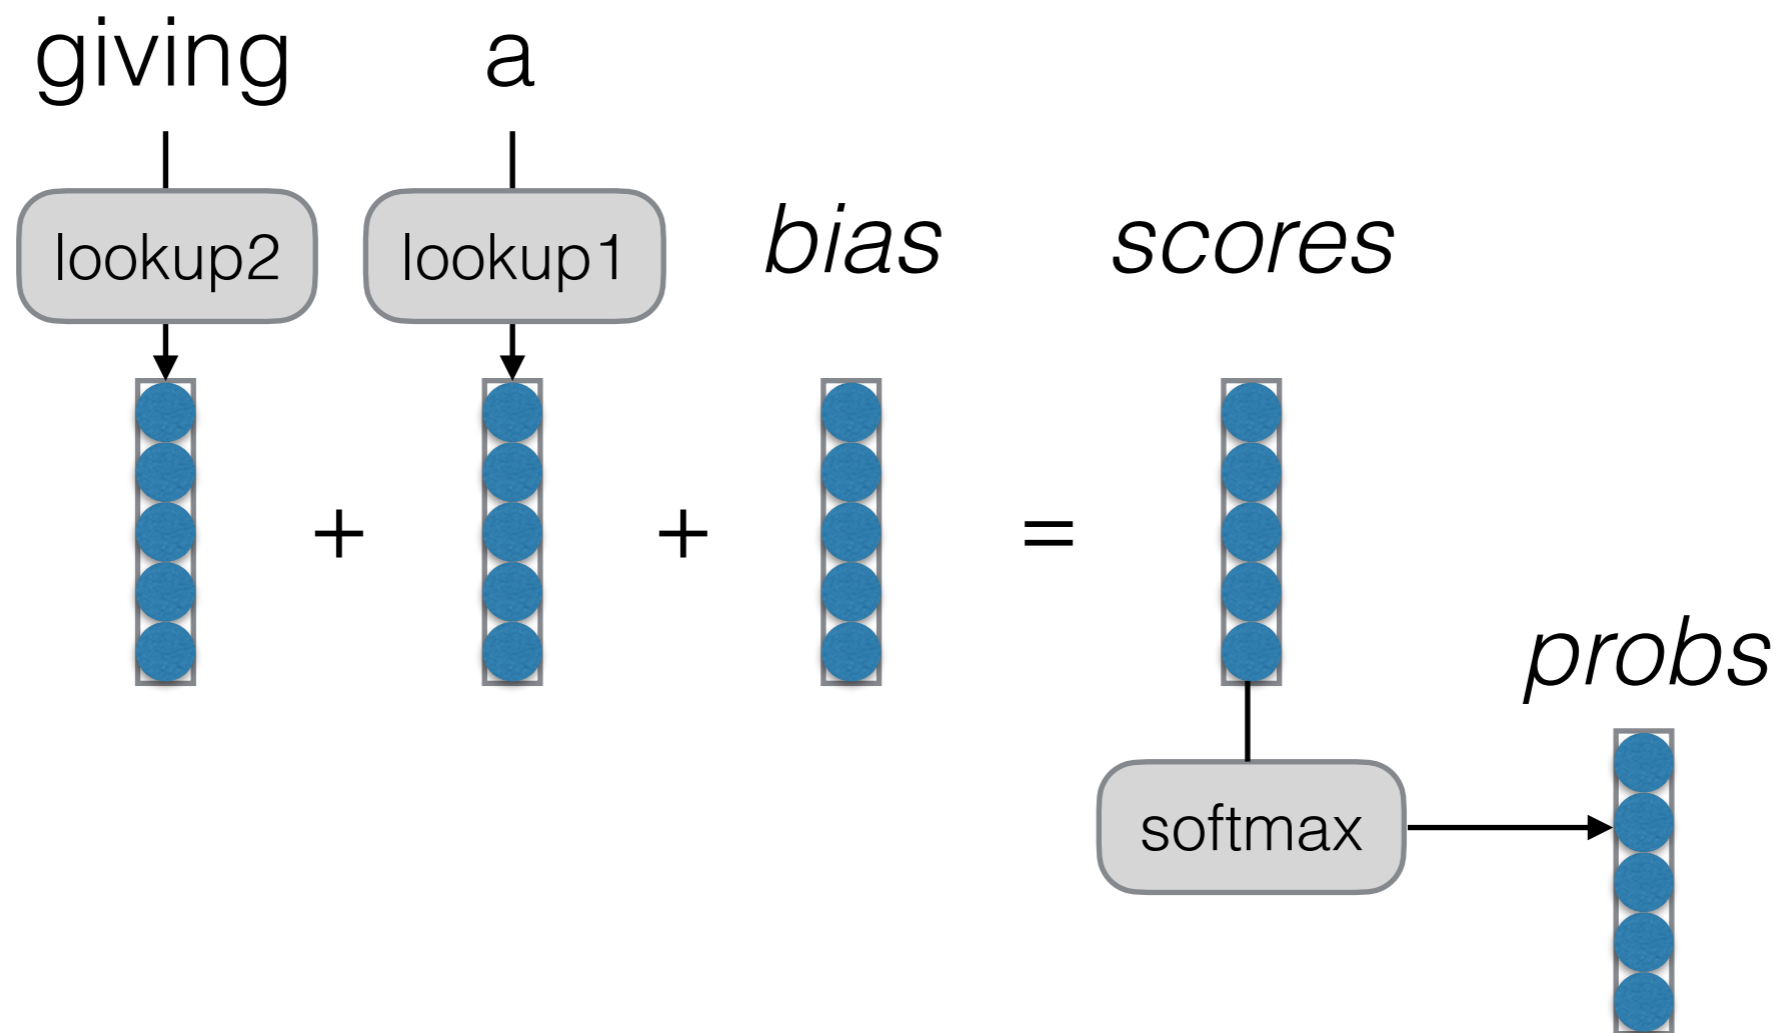 giving a
lookup2 lookup1 bias scores
+ + =
probs
softmax